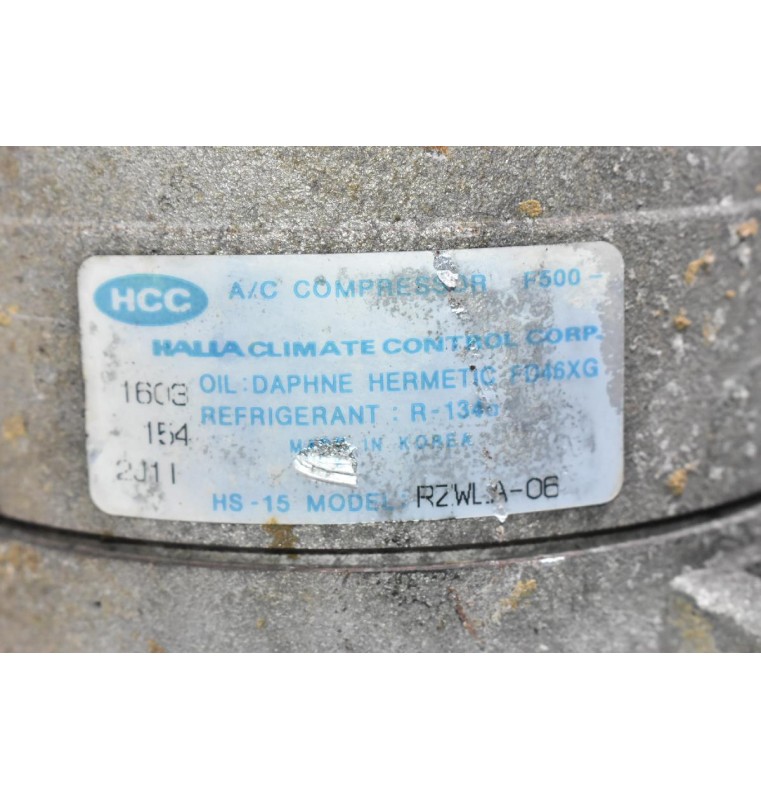 HCC A/C COMPRESSOR F500-
HALLA CLIMATE CONTROL CORP.
1603 OIL: DAPHNE HERMETIC FD46XG
REFRIGERANT : R-134a
154
MADE IN KOREA
2J11
HS-15 MODEL